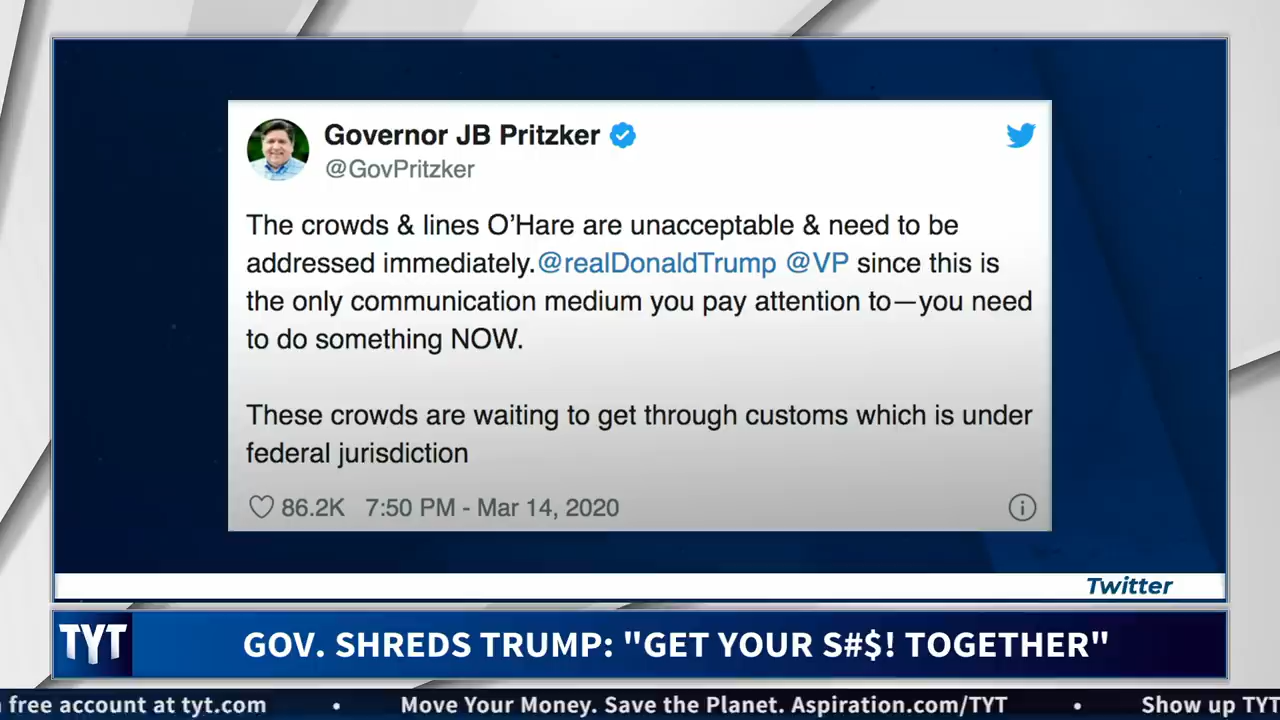 Governor JB Pritzker
@GovPritzker
The crowds & lines O’Hare are unacceptable & need to be
addressed immediately.@realDonaldTrump @VP since this is
the only communication medium you pay attention to—you need
to do something NOW.
These crowds are waiting to get through customs which is under
federal jurisdiction
86.2K 7:50 PM - Mar 14, 2020
Twitter
TYT GOV. SHREDS TRUMP: "GET YOUR S#$! TOGETHER"
free account at tyt.com • Move Your Money. Save the Planet. Aspiration.com/TYT • Show up TYT